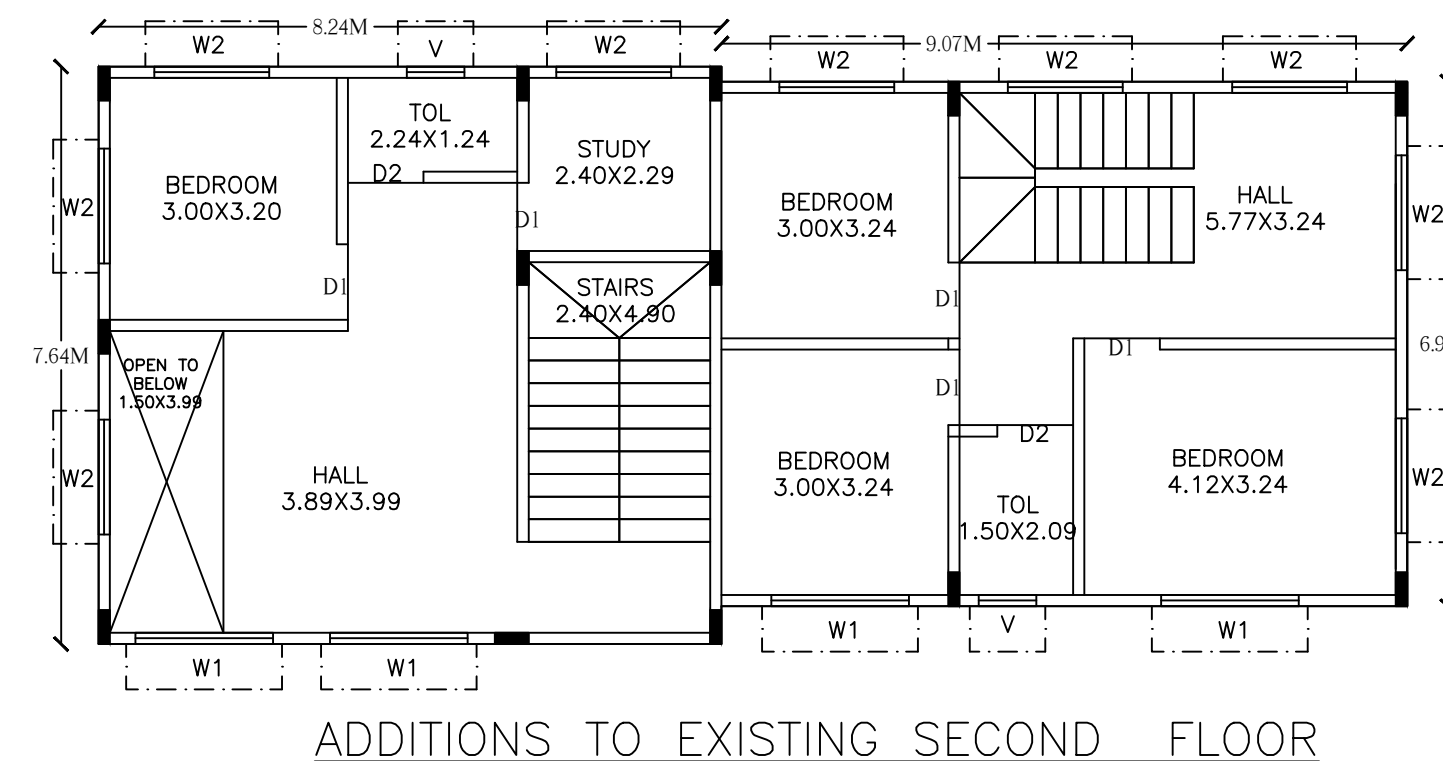 8.24M
9.07M
W2
V
W2
W2
W2
W2
TOL
2.24X1.24
D2
STUDY
2.40X2.29
BEDROOM
3.00X3.20
W2
D1
BEDROOM
3.00X3.24
HALL
5.77X3.24
W2
D1
STAIRS
2.40X4.90
D1
7.64M
OPEN TO
BELOW
1.50X3.99
D1
6.9
D1
W2
HALL
3.89X3.99
BEDROOM
3.00X3.24
D2
TOL
1.50X2.09
BEDROOM
4.12X3.24
W2
W1
W1
W1
V
W1
ADDITIONS TO EXISTING SECOND FLOOR